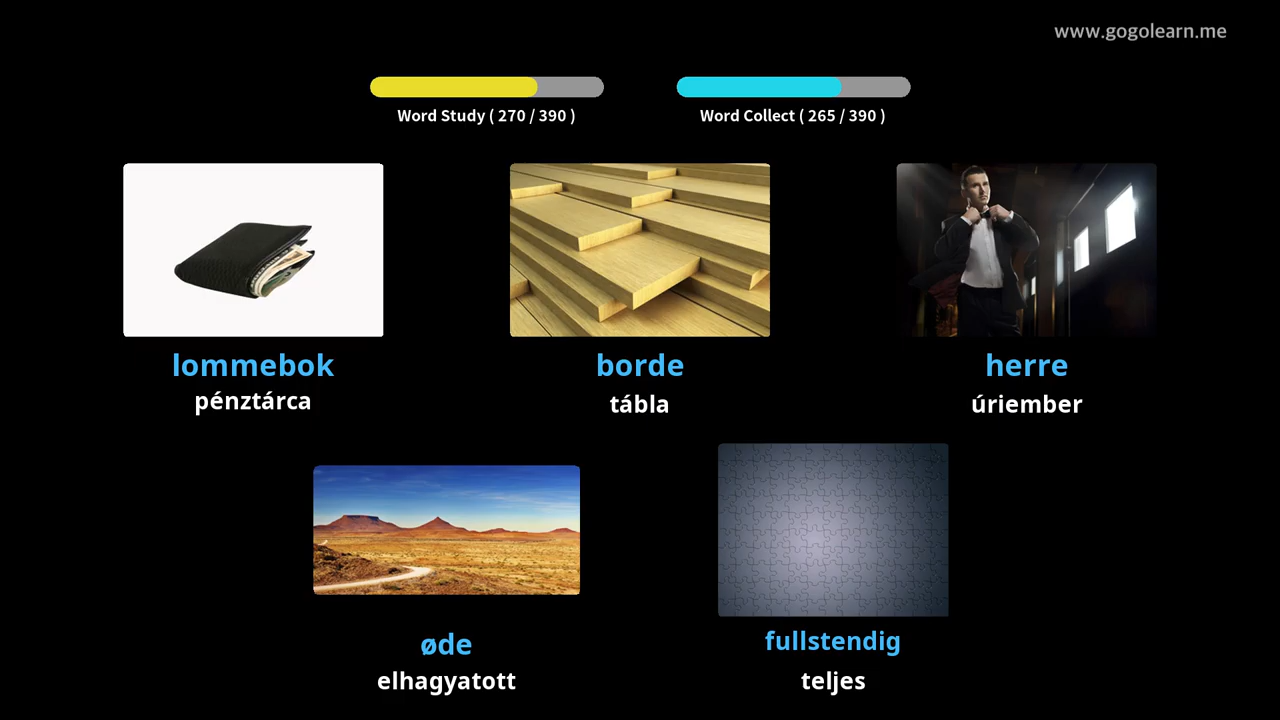 www.gogolearn.me
Word Study ( 270 / 390 )
Word Collect ( 265 / 390 )
lommebok
pénztárca
borde
tábla
herre
úriember
øde
elhagyatott
fullstendig
teljes